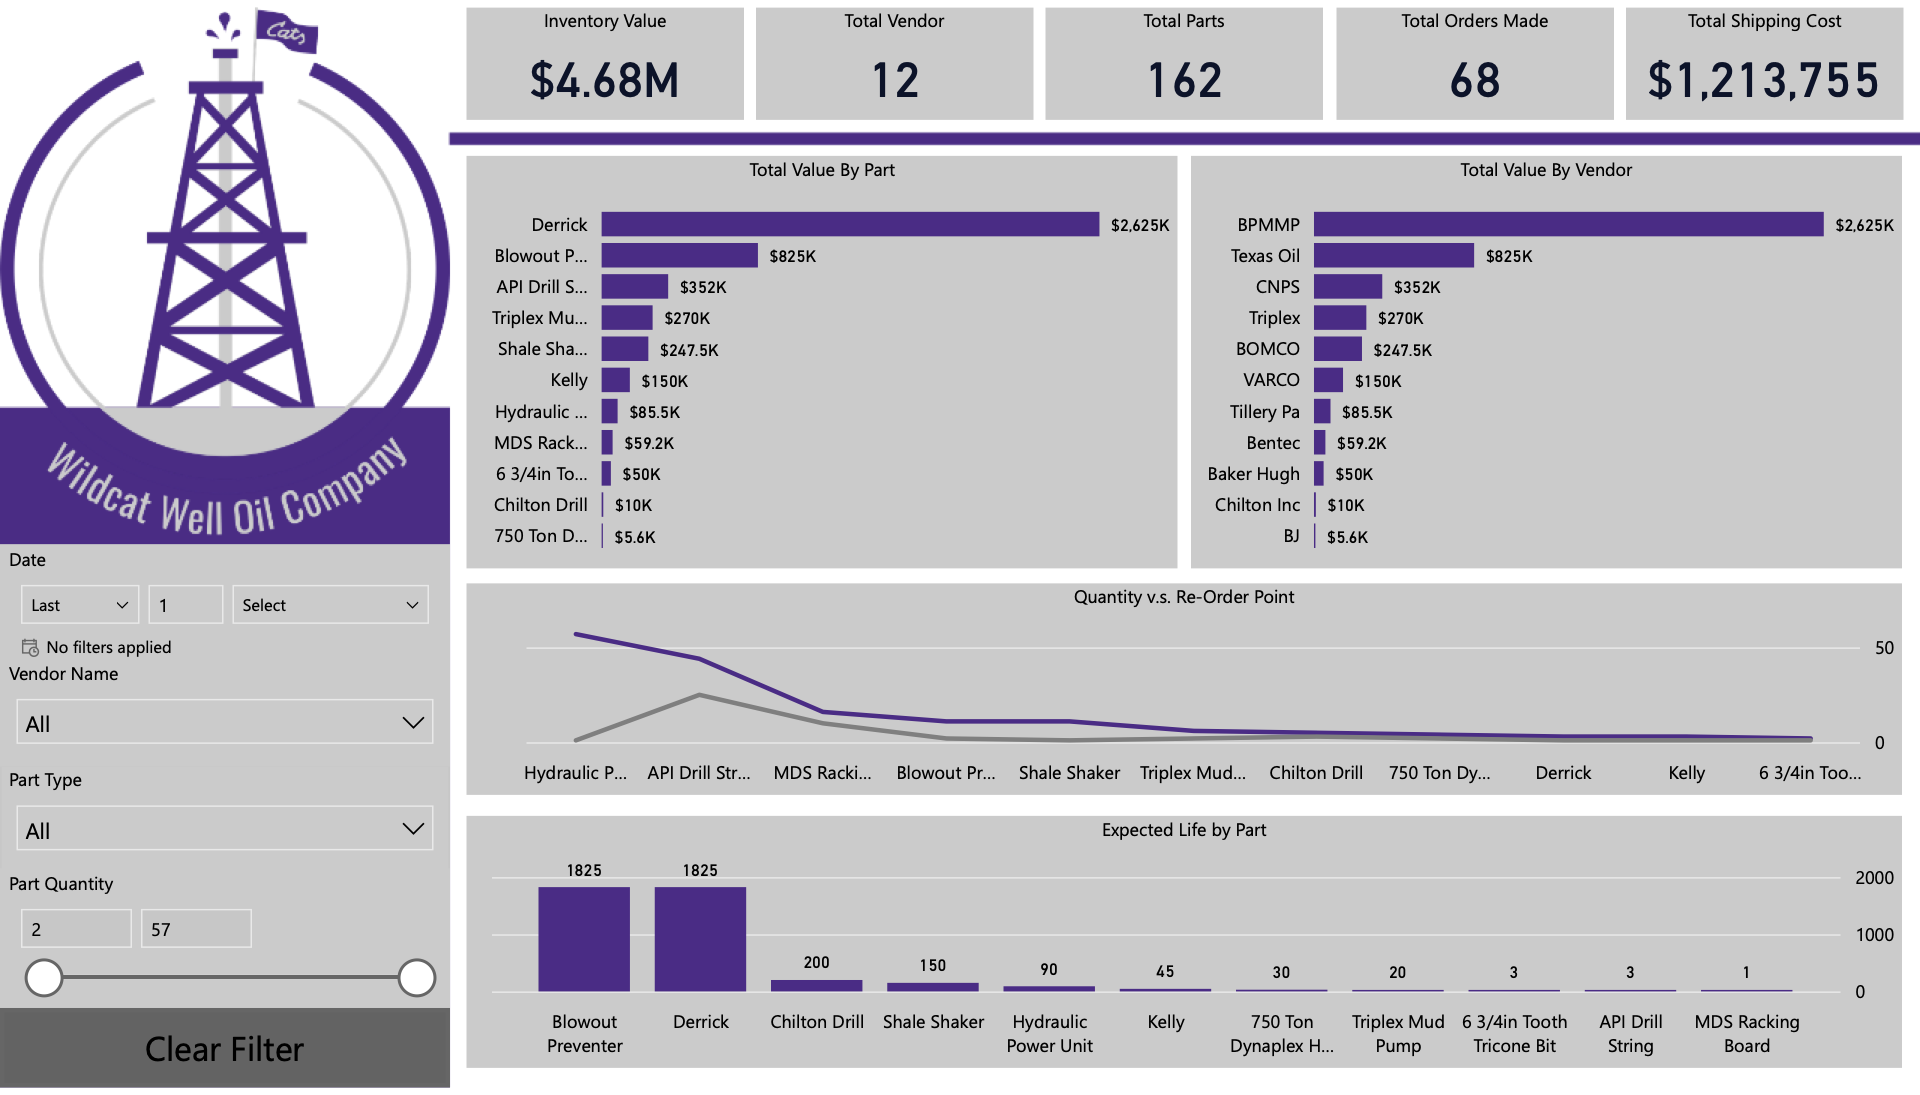 Cats
Wildcat Well Oil Company
Date
Last
1
Select
No filters applied
Vendor Name
All
Part Type
All
Part Quantity
2
57
Clear Filter
Inventory Value
$4.68M
Total Vendor
12
Total Parts
162
Total Orders Made
68
Total Shipping Cost
$1,213,755
Total Value By Part
Derrick $2,625K
Blowout P... $825K
API Drill S... $352K
Triplex Mu... $270K
Shale Sha... $247.5K
Kelly $150K
Hydraulic ... $85.5K
MDS Rack... $59.2K
6 3/4in To... $50K
Chilton Drill $10K
750 Ton D... $5.6K
Total Value By Vendor
BPMMP $2,625K
Texas Oil $825K
CNPS $352K
Triplex $270K
BOMCO $247.5K
VARCO $150K
Tillery Pa $85.5K
Bentec $59.2K
Baker Hugh $50K
Chilton Inc $10K
BJ $5.6K
Quantity v.s. Re-Order Point
50
0
Hydraulic P... API Drill Str... MDS Racki... Blowout Pr... Shale Shaker Triplex Mud... Chilton Drill 750 Ton Dy... Derrick Kelly 6 3/4in Too...
Expected Life by Part
1825 1825 200 150 90 45 30 20 3 3 1
2000
1000
0
Blowout Preventer
Derrick
Chilton Drill
Shale Shaker
Hydraulic Power Unit
Kelly
750 Ton Dynaplex H...
Triplex Mud Pump
6 3/4in Tooth Tricone Bit
API Drill String
MDS Racking Board